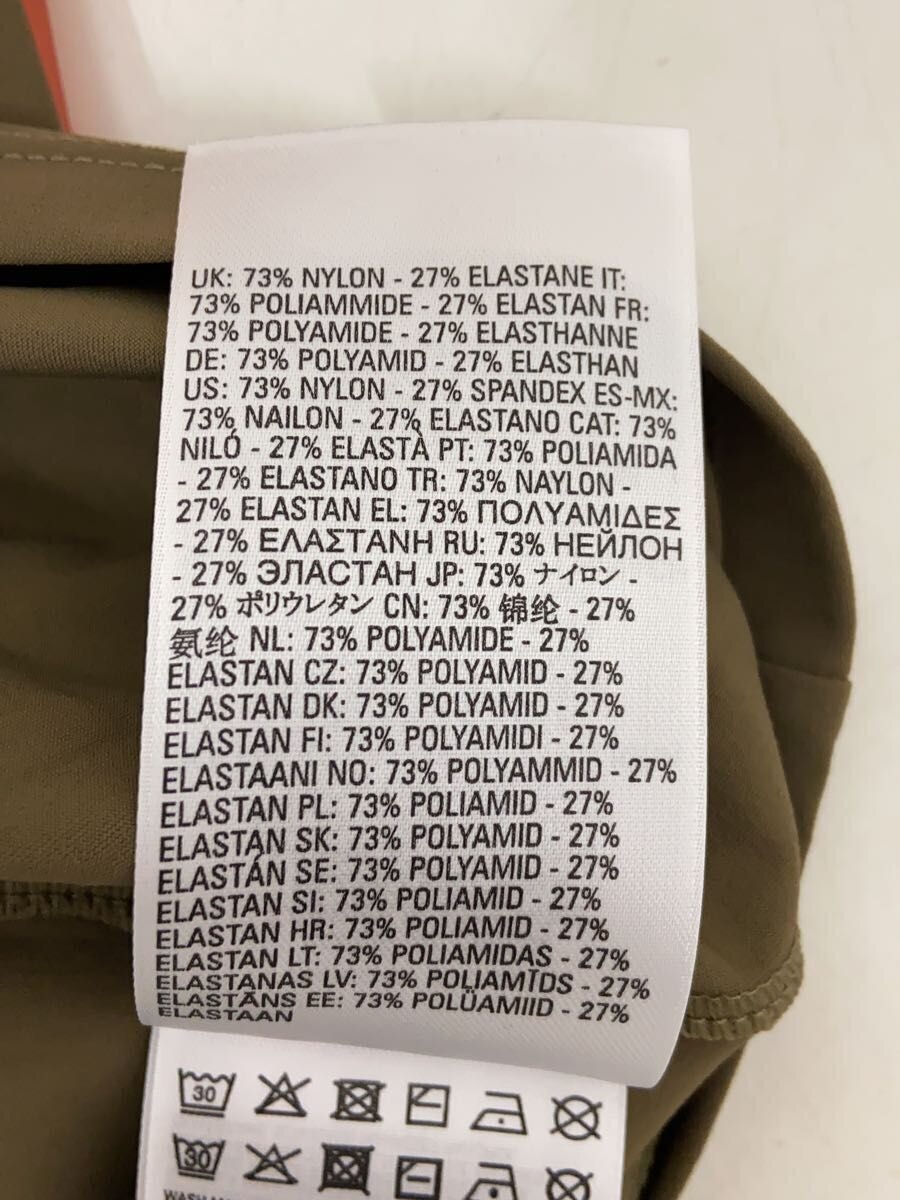 UK: 73% NYLON - 27% ELASTANE IT:
73% POLIAMMIDE - 27% ELASTAN FR:
73% POLYAMIDE - 27% ELASTHANNE
DE: 73% POLYAMID - 27% ELASTHAN
US: 73% NYLON - 27% SPANDEX ES-MX:
73% NAILON - 27% ELASTANO CAT: 73%
NILÓ - 27% ELASTÀ PT: 73% POLIAMIDA
- 27% ELASTANO TR: 73% NAYLON -
27% ELASTAN EL: 73% ΠΟΛΥΑΜΙΔΕΣ
- 27% ΕΛΑΣΤΑΝΗ RU: 73% НЕЙЛОН
- 27% ЭЛАСТАН JP: 73% ナイロン -
27% ポリウレタン CN: 73% 锦纶 - 27%
氨纶 NL: 73% POLYAMIDE - 27%
ELASTAN CZ: 73% POLYAMID - 27%
ELASTAN DK: 73% POLYAMID - 27%
ELASTAN FI: 73% POLYAMIDI - 27%
ELASTAANI NO: 73% POLYAMMID - 27%
ELASTAN PL: 73% POLIAMID - 27%
ELASTAN SK: 73% POLYAMID - 27%
ELASTÁN SE: 73% POLYAMID - 27%
ELASTAN SI: 73% POLIAMID - 27%
ELASTAN HR: 73% POLIAMID - 27%
ELASTAN LT: 73% POLIAMIDAS - 27%
ELASTANAS LV: 73% POLIAMĪDS - 27%
ELASTĀNS EE: 73% POLÜAMIID - 27%
ELASTAAN
30
30